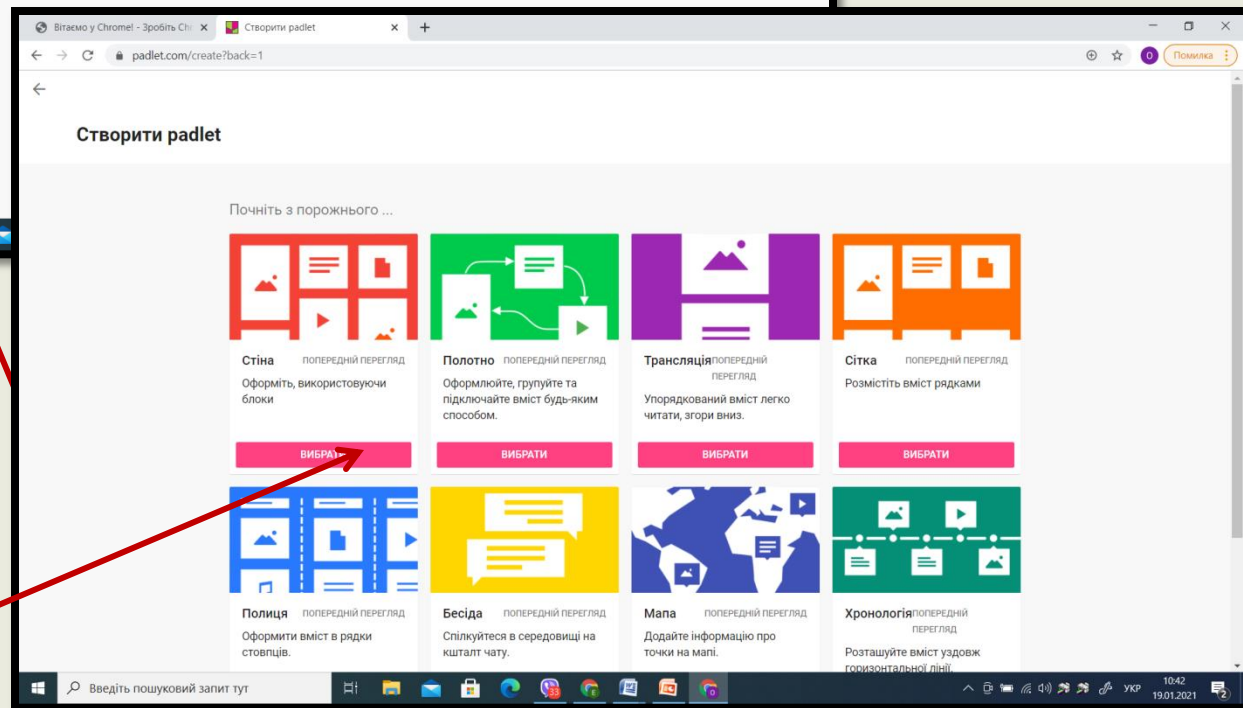 Вітаємо у Chrome! - Зробіть Ch
Створити padlet
padlet.com/create?back=1
О
Помилка
Створити padlet
Почніть з порожнього ...
Стіна ПОПЕРЕДНІЙ ПЕРЕГЛЯД
Оформіть, використовуючи
блоки
ВИБРАТИ
Полотно ПОПЕРЕДНІЙ ПЕРЕГЛЯД
Оформлюйте, групуйте та
підключайте вміст будь-яким
способом.
ВИБРАТИ
Трансляція ПОПЕРЕДНІЙ
ПЕРЕГЛЯД
Упорядкований вміст легко
читати, згори вниз.
ВИБРАТИ
Сітка ПОПЕРЕДНІЙ ПЕРЕГЛЯД
Розмістіть вміст рядками
ВИБРАТИ
Полиця ПОПЕРЕДНІЙ ПЕРЕГЛЯД
Оформити вміст в рядки
стовпців.
Бесіда ПОПЕРЕДНІЙ ПЕРЕГЛЯД
Спілкуйтеся в середовищі на
кшталт чату.
Мапа ПОПЕРЕДНІЙ ПЕРЕГЛЯД
Додайте інформацію про
точки на мапі.
Хронологія ПОПЕРЕДНІЙ
ПЕРЕГЛЯД
Розташуйте вміст уздовж
горизонтальної лінії.
Введіть пошуковий запит тут
33
УКР
10:42
19.01.2021
2